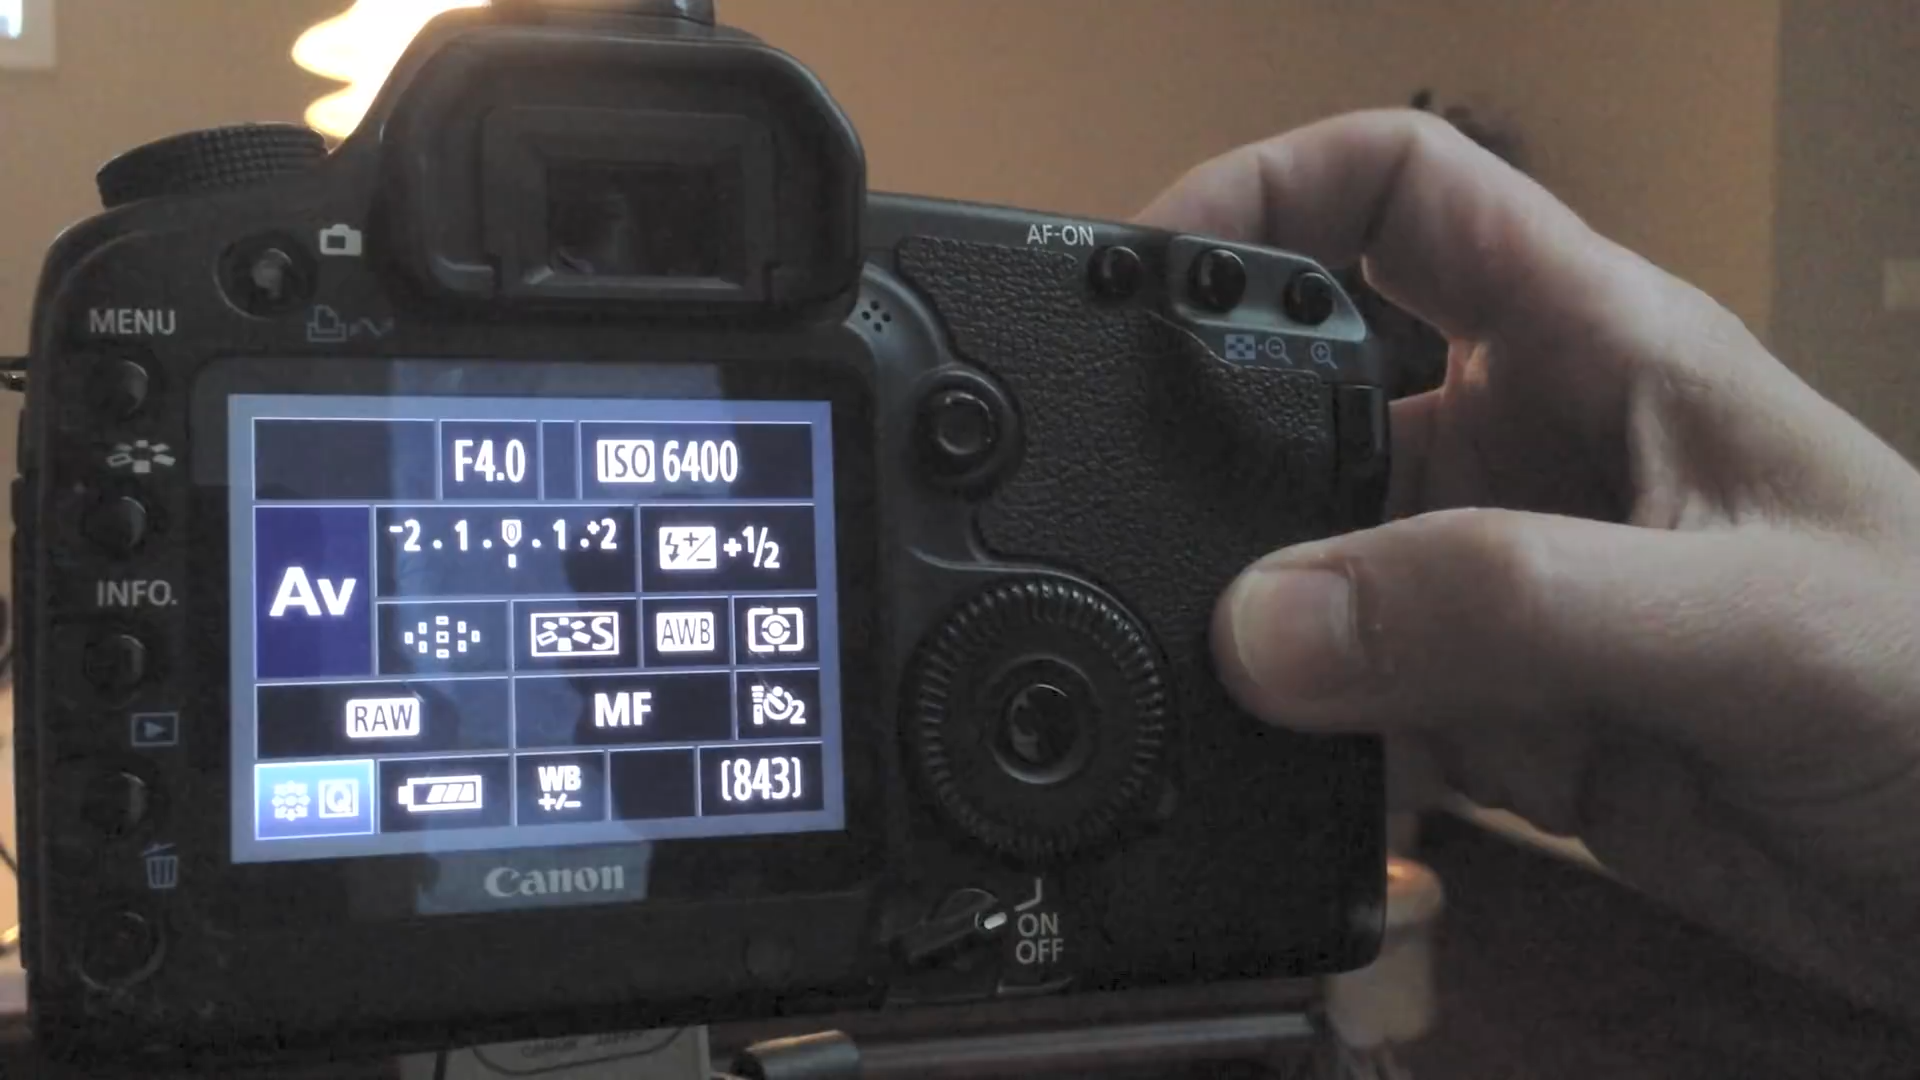 AF-ON
MENU
F4.0 ISO 6400
-2.1.0.1.+2 +1/2
Av
INFO.
S AWB
RAW MF 2
Q WB +/- [843]
Canon
ON
OFF